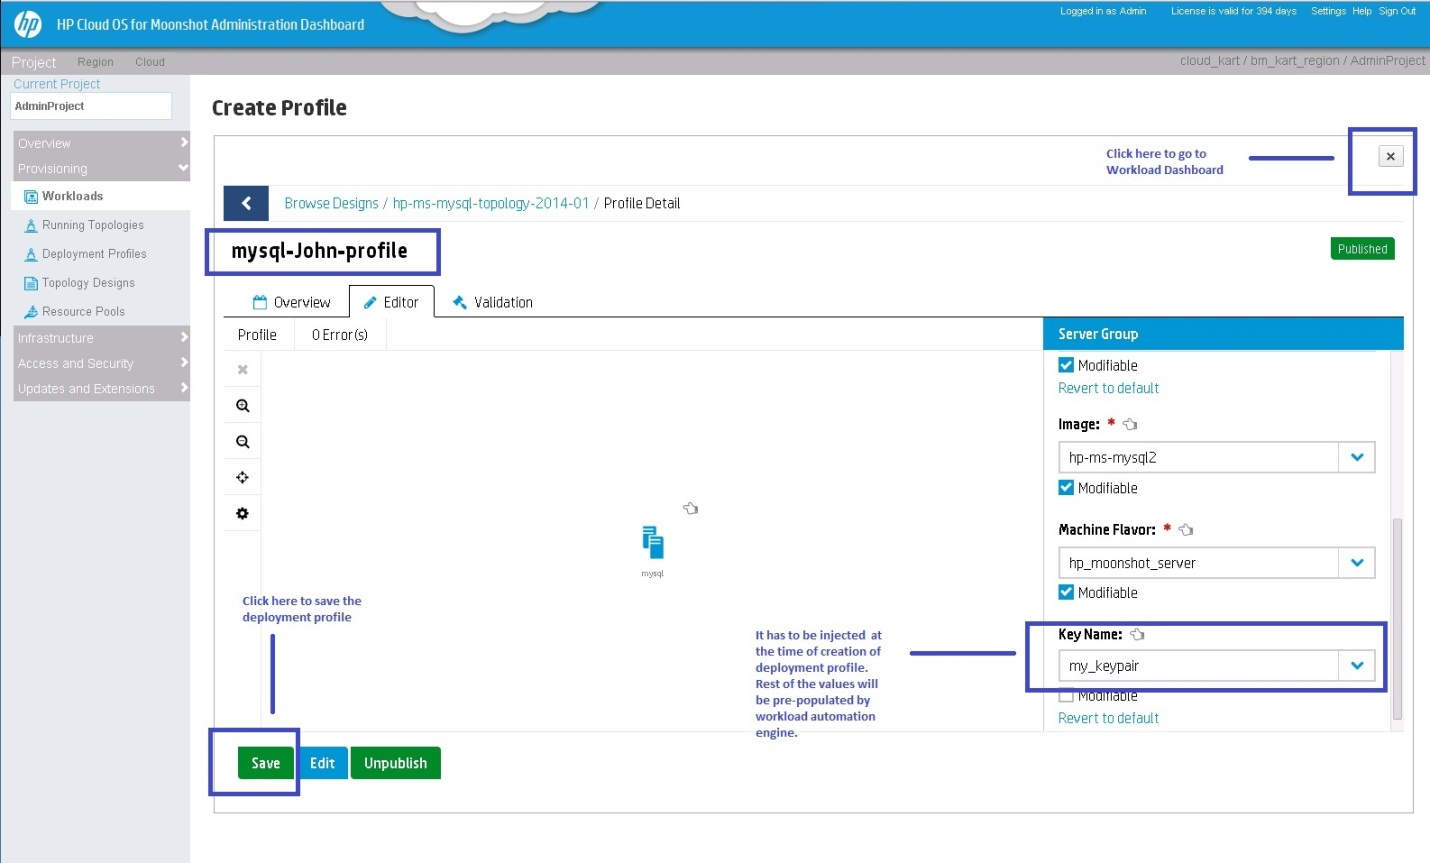 hp HP Cloud OS for Moonshot Administration Dashboard
Logged in as Admin License is valid for 394 days Settings Help Sign Out
Project Region Cloud
cloud_kart / bm_kart_region / AdminProject
Current Project
AdminProject
Overview
Provisioning
Workloads
Running Topologies
Deployment Profiles
Topology Designs
Resource Pools
Infrastructure
Access and Security
Updates and Extensions
Create Profile
Click here to go to
Workload Dashboard
Browse Designs / hp-ms-mysql-topology-2014-01 / Profile Detail
mysql-John-profile
Published
Overview Editor Validation
Profile 0 Error(s)
mysql
Click here to save the
deployment profile
It has to be injected at
the time of creation of
deployment profile.
Rest of the values will
be pre-populated by
workload automation
engine.
Server Group
Modifiable
Revert to default
Image: *
hp-ms-mysql2
Modifiable
Machine Flavor: *
hp_moonshot_server
Modifiable
Key Name:
my_keypair
Modifiable
Revert to default
Save Edit Unpublish